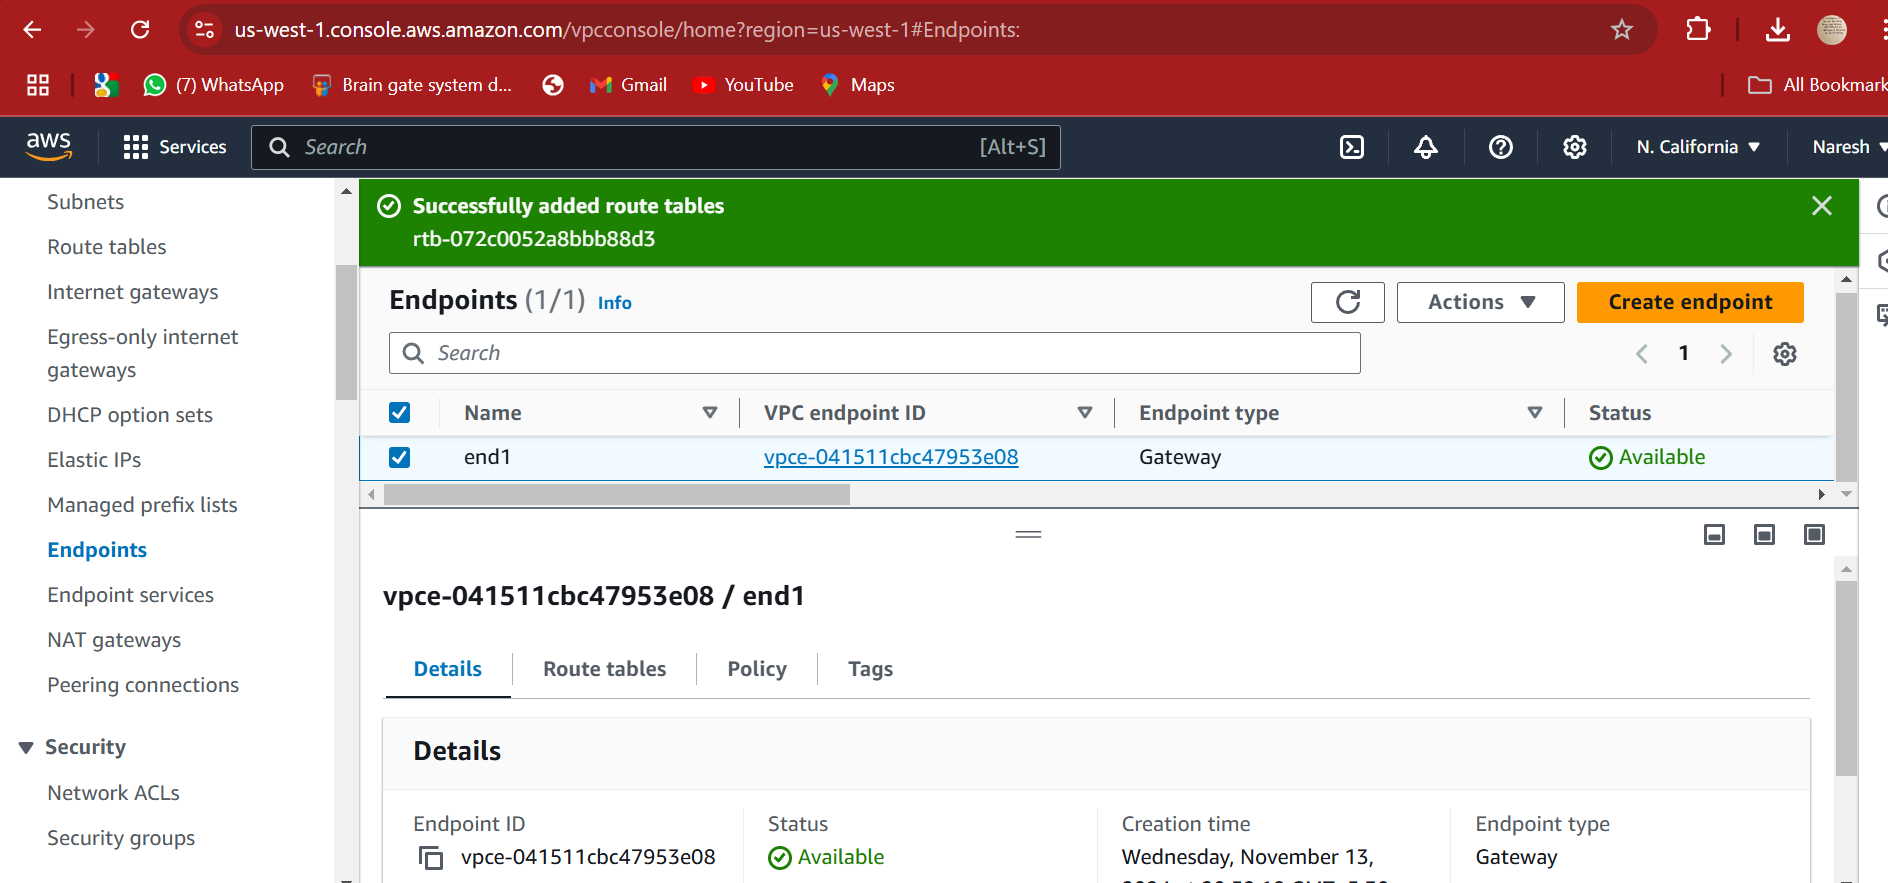 us-west-1.console.aws.amazon.com/vpcconsole/home?region=us-west-1#Endpoints:
(7) WhatsApp
Brain gate system d...
Gmail
YouTube
Maps
All Bookmark
aws
Services
Search
[Alt+S]
N. California
Naresh
Subnets
Route tables
Internet gateways
Egress-only internet
gateways
DHCP option sets
Elastic IPs
Managed prefix lists
Endpoints
Endpoint services
NAT gateways
Peering connections
Security
Network ACLs
Security groups
Successfully added route tables
rtb-072c0052a8bbb88d3
Endpoints (1/1) Info
Actions
Create endpoint
Search
1
Name VPC endpoint ID Endpoint type Status
end1 vpce-041511cbc47953e08 Gateway Available
vpce-041511cbc47953e08 / end1
Details Route tables Policy Tags
Details
Endpoint ID
vpce-041511cbc47953e08
Status
Available
Creation time
Wednesday, November 13,
Endpoint type
Gateway